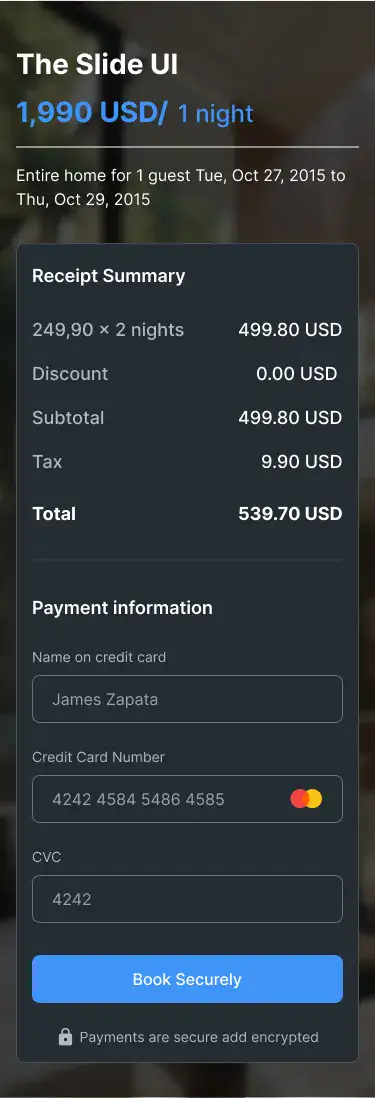 The Slide UI
1,990 USD/ 1 night
Entire home for 1 guest Tue, Oct 27, 2015 to
Thu, Oct 29, 2015
Receipt Summary
249,90 × 2 nights 499.80 USD
Discount 0.00 USD
Subtotal 499.80 USD
Tax 9.90 USD
Total 539.70 USD
Payment information
Name on credit card
James Zapata
Credit Card Number
4242 4584 5486 4585
CVC
4242
Book Securely
Payments are secure add encrypted